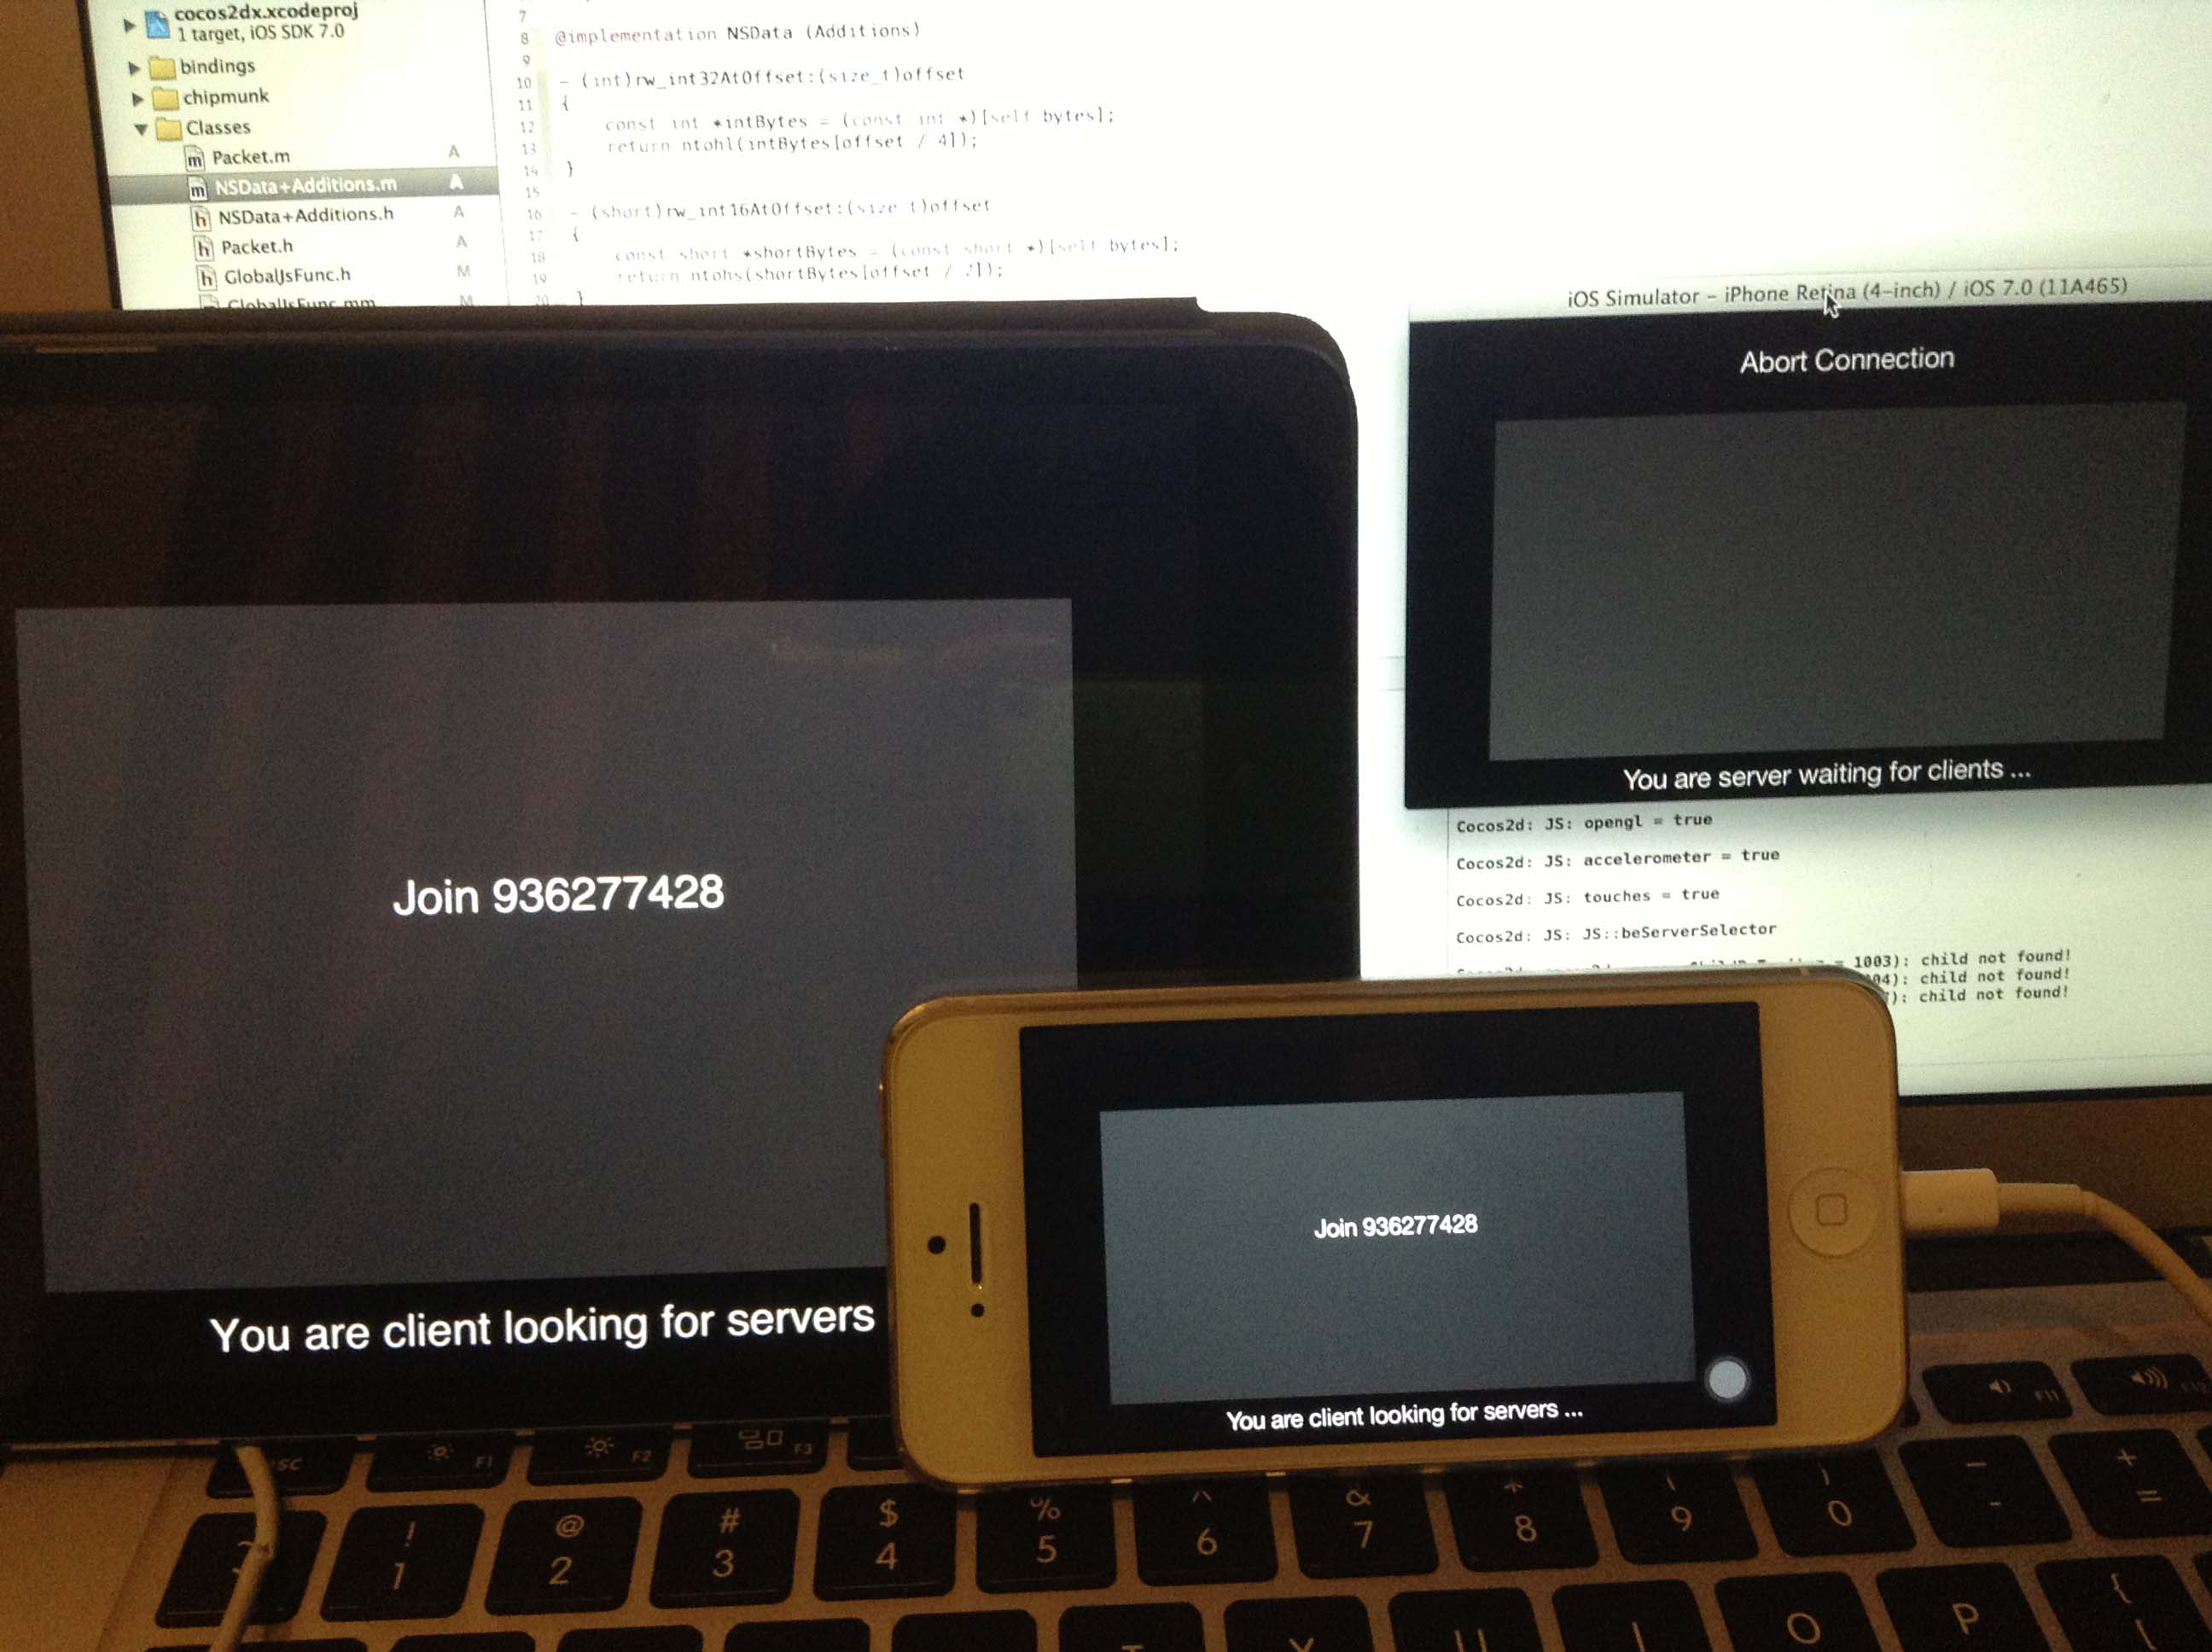 cocos2dx.xcodeproj
1 target, iOS SDK 7.0
bindings
chipmunk
Classes
Packet.m A
NSData+Additions.m A
NSData+Additions.h A
Packet.h A
GlobalJsFunc.h M
GlobalJsFunc.mm M
7
8 @implementation NSData (Additions)
9
10 - (int)rw_int32AtOffset:(size_t)offset
11 {
12 const int *intBytes = (const int *)[self bytes];
13 return ntohl(intBytes[offset / 4]);
14 }
15
16 - (short)rw_int16AtOffset:(size_t)offset
17 {
18 const short *shortBytes = (const short *)[self bytes];
19 return ntohs(shortBytes[offset / 2]);
20 }
iOS Simulator - iPhone Retina (4-inch) / iOS 7.0 (11A465)
Abort Connection
You are server waiting for clients ...
Cocos2d: JS: opengl = true
Cocos2d: JS: accelerometer = true
Cocos2d: JS: touches = true
Cocos2d: JS: JS::beServerSelector
= 1003): child not found!
04): child not found!
): child not found!
Join 936277428
You are client looking for servers
Join 936277428
You are client looking for servers ...
sc F1 F2 F3 F11
! @ # $ % ^ & * ( ) - +
1 2 3 4 5 6 7 8 9 0 - =
O P {